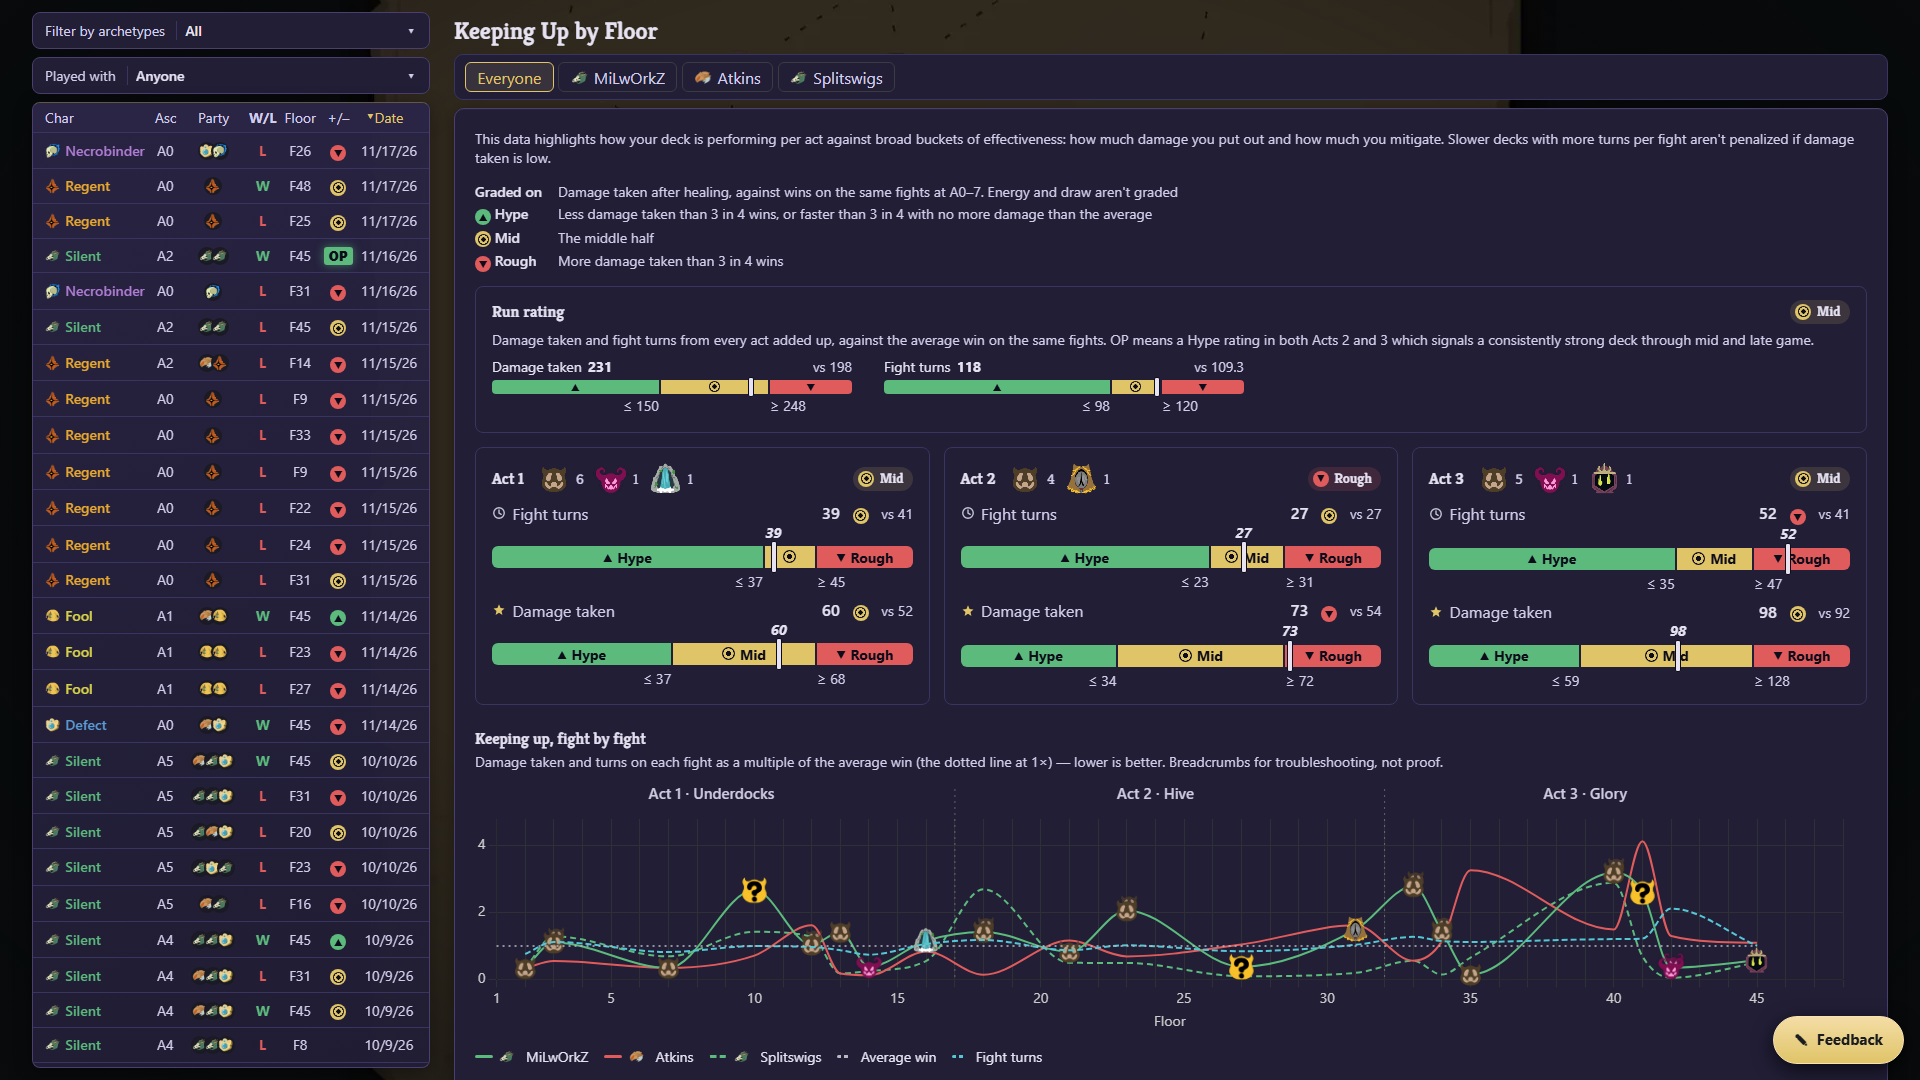 Filter by archetypes All
Played with Anyone
Char Asc Party W/L Floor +/− Date
Necrobinder A0 L F26 11/17/26
Regent A0 W F48 11/17/26
Regent A0 L F25 11/17/26
Silent A2 W F45 OP 11/16/26
Necrobinder A0 L F31 11/16/26
Silent A2 L F45 11/15/26
Regent A2 L F14 11/15/26
Regent A0 L F9 11/15/26
Regent A0 L F33 11/15/26
Regent A0 L F9 11/15/26
Regent A0 L F22 11/15/26
Regent A0 L F24 11/15/26
Regent A0 L F31 11/15/26
Fool A1 W F45 11/14/26
Fool A1 L F23 11/14/26
Fool A1 L F27 11/14/26
Defect A0 W F45 11/14/26
Silent A5 W F45 10/10/26
Silent A5 L F31 10/10/26
Silent A5 L F20 10/10/26
Silent A5 L F23 10/10/26
Silent A5 L F16 10/10/26
Silent A4 W F45 10/9/26
Silent A4 L F31 10/9/26
Silent A4 W F45 10/9/26
Silent A4 L F8 10/9/26
Keeping Up by Floor
Everyone MiLwOrkZ Atkins Splitswigs
This data highlights how your deck is performing per act against broad buckets of effectiveness: how much damage you put out and how much you mitigate. Slower decks with more turns per fight aren't penalized if damage
taken is low.
Graded on Damage taken after healing, against wins on the same fights at A0–7. Energy and draw aren't graded
Hype Less damage taken than 3 in 4 wins, or faster than 3 in 4 with no more damage than the average
Mid The middle half
Rough More damage taken than 3 in 4 wins
Run rating Mid
Damage taken and fight turns from every act added up, against the average win on the same fights. OP means a Hype rating in both Acts 2 and 3 which signals a consistently strong deck through mid and late game.
Damage taken 231 vs 198
≤ 150 ≥ 248
Fight turns 118 vs 109.3
≤ 98 ≥ 120
Act 1 6 1 1 Mid
Fight turns 39 vs 41
39
Hype Rough
≤ 37 ≥ 45
Damage taken 60 vs 52
60
Hype Mid Rough
≤ 37 ≥ 68
Act 2 4 1 Rough
Fight turns 27 vs 27
27
Hype Mid Rough
≤ 23 ≥ 31
Damage taken 73 vs 54
73
Hype Mid Rough
≤ 34 ≥ 72
Act 3 5 1 1 Mid
Fight turns 52 vs 41
52
Hype Mid Rough
≤ 35 ≥ 47
Damage taken 98 vs 92
98
Hype Mid Rough
≤ 59 ≥ 128
Keeping up, fight by fight
Damage taken and turns on each fight as a multiple of the average win (the dotted line at 1×) — lower is better. Breadcrumbs for troubleshooting, not proof.
Act 1 · Underdocks Act 2 · Hive Act 3 · Glory
4
2
0
1 5 10 15 20 25 30 35 40 45
Floor
MiLwOrkZ Atkins Splitswigs Average win Fight turns
Feedback